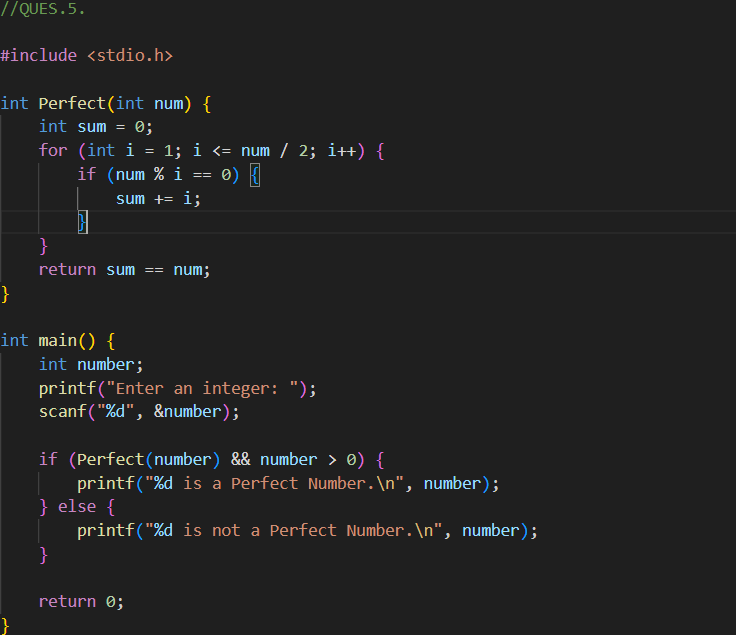 //QUES.5.
#include <stdio.h>
int Perfect(int num) {
    int sum = 0;
    for (int i = 1; i <= num / 2; i++) {
        if (num % i == 0) {
            sum += i;
        }
    }
    return sum == num;
}
int main() {
    int number;
    printf("Enter an integer: ");
    scanf("%d", &number);
    if (Perfect(number) && number > 0) {
        printf("%d is a Perfect Number.\n", number);
    } else {
        printf("%d is not a Perfect Number.\n", number);
    }
    return 0;
}